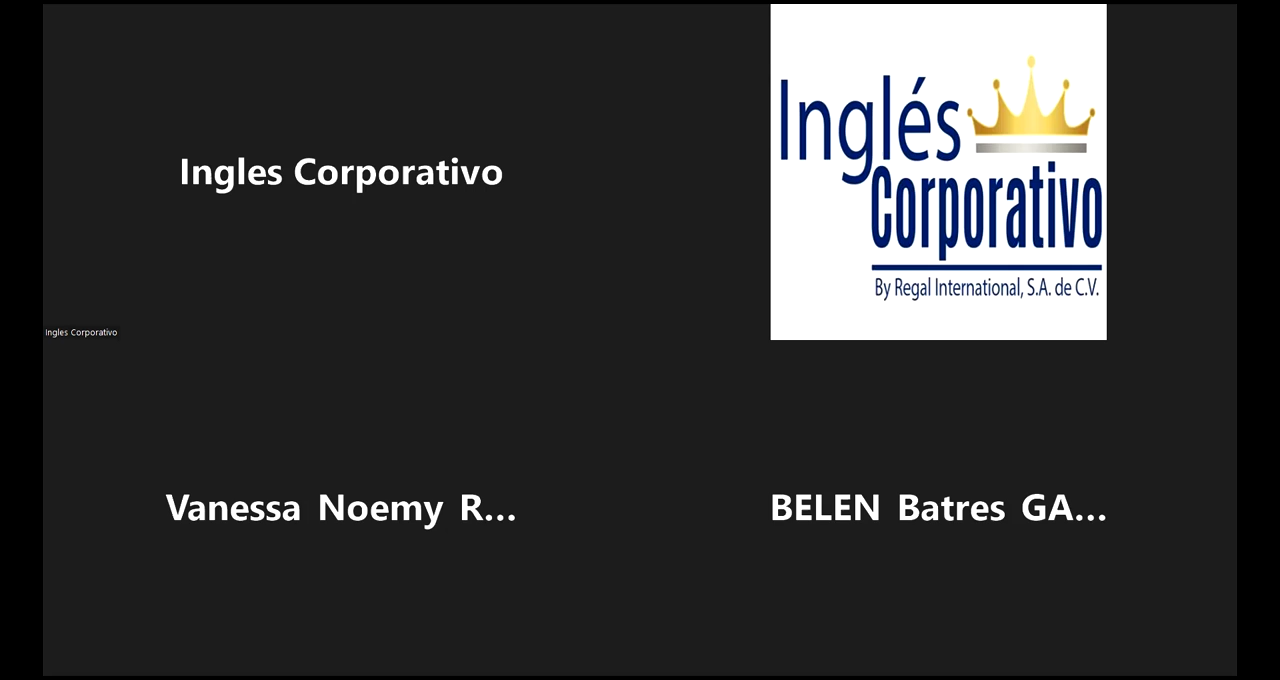 Ingles Corporativo
Inglés
Corporativo
By Regal International, S.A. de C.V.
Ingles Corporativo
Vanessa Noemy R...
BELEN Batres GA...